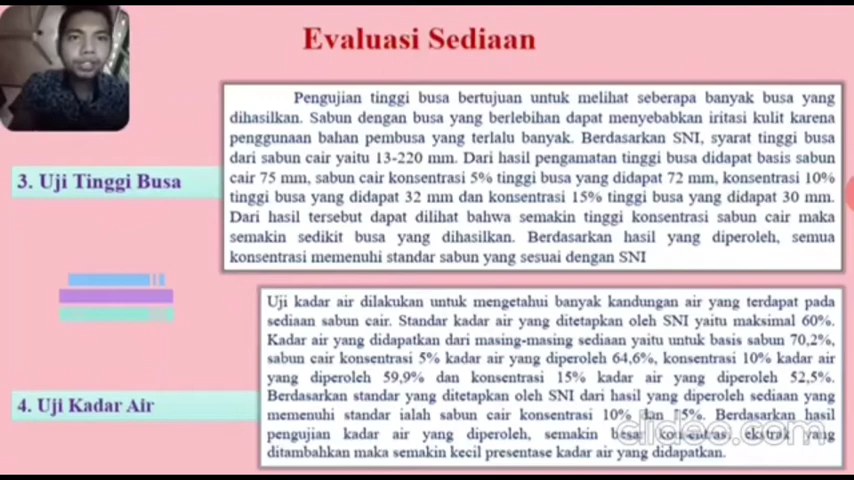 Evaluasi Sediaan
3. Uji Tinggi Busa
Pengujian tinggi busa bertujuan untuk melihat seberapa banyak busa yang
dihasilkan. Sabun dengan busa yang berlebihan dapat menyebabkan iritasi kulit karena
penggunaan bahan pembusa yang terlalu banyak. Berdasarkan SNI, syarat tinggi busa
dari sabun cair yaitu 13-220 mm. Dari hasil pengamatan tinggi busa didapat basis sabun
cair 75 mm, sabun cair konsentrasi 5% tinggi busa yang didapat 72 mm, konsentrasi 10%
tinggi busa yang didapat 32 mm dan konsentrasi 15% tinggi busa yang didapat 30 mm.
Dari hasil tersebut dapat dilihat bahwa semakin tinggi konsentrasi sabun cair maka
semakin sedikit busa yang dihasilkan. Berdasarkan hasil yang diperoleh, semua
konsentrasi memenuhi standar sabun yang sesuai dengan SNI
4. Uji Kadar Air
Uji kadar air dilakukan untuk mengetahui banyak kandungan air yang terdapat pada
sediaan sabun cair. Standar kadar air yang ditetapkan oleh SNI yaitu maksimal 60%.
Kadar air yang didapatkan dari masing-masing sediaan yaitu untuk basis sabun 70,2%,
sabun cair konsentrasi 5% kadar air yang diperoleh 64,6%, konsentrasi 10% kadar air
yang diperoleh 59,9% dan konsentrasi 15% kadar air yang diperoleh 52,5%.
Berdasarkan standar yang ditetapkan oleh SNI dari hasil yang diperoleh sediaan yang
memenuhi standar ialah sabun cair konsentrasi 10% dan 15%. Berdasarkan hasil
pengujian kadar air yang diperoleh, semakin besar konsentrasi ekstrak yang
ditambahkan maka semakin kecil presentase kadar air yang didapatkan.
clideo.com